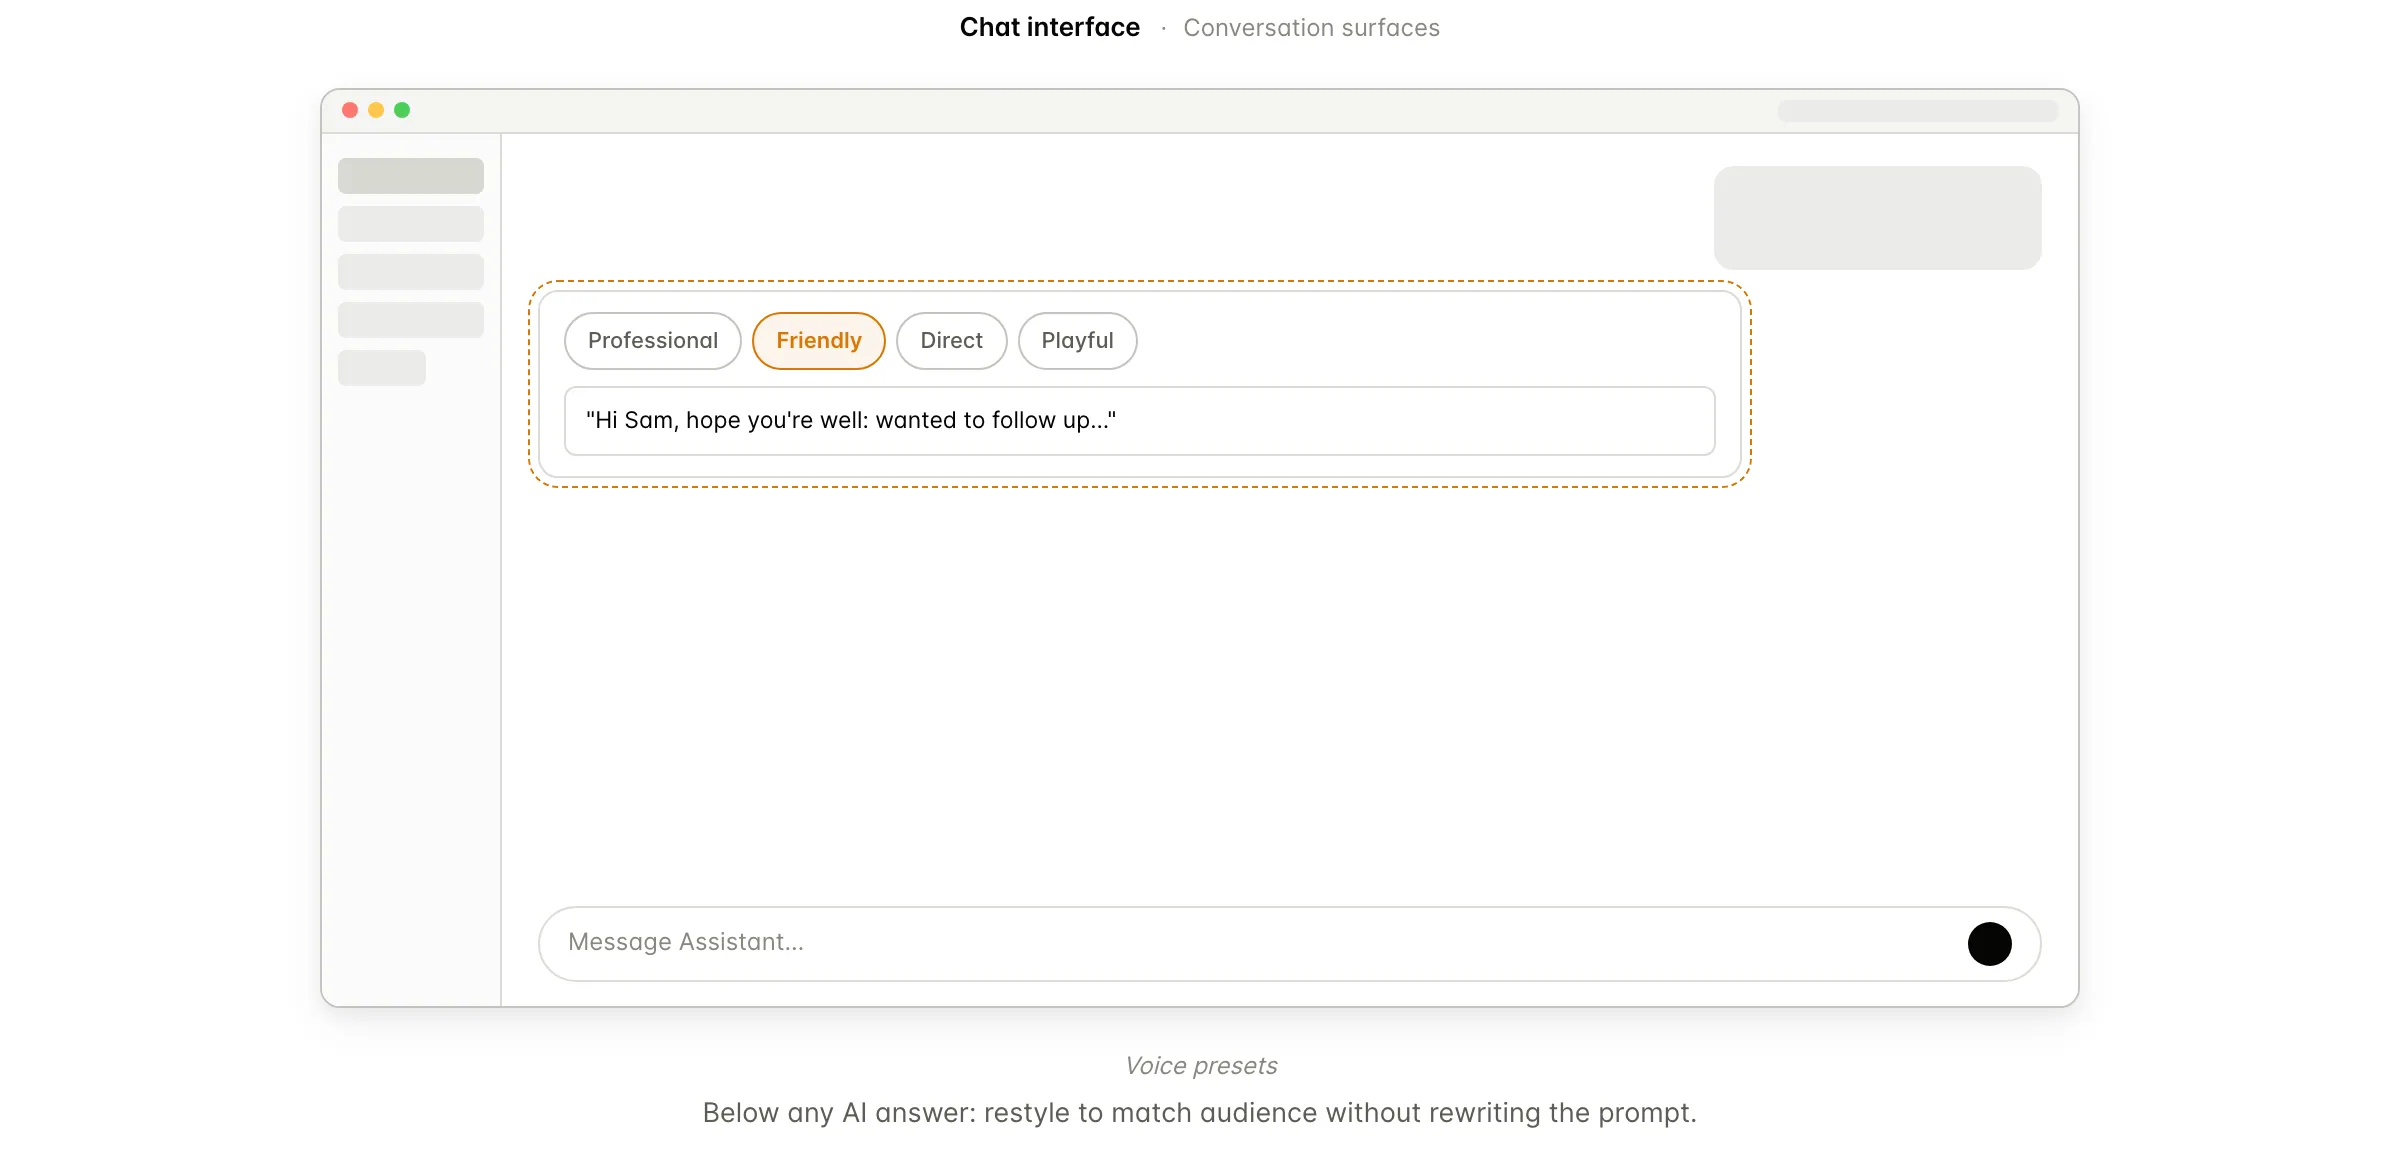 Chat interface · Conversation surfaces
Professional Friendly Direct Playful
"Hi Sam, hope you're well: wanted to follow up..."
Message Assistant...
Voice presets
Below any AI answer: restyle to match audience without rewriting the prompt.